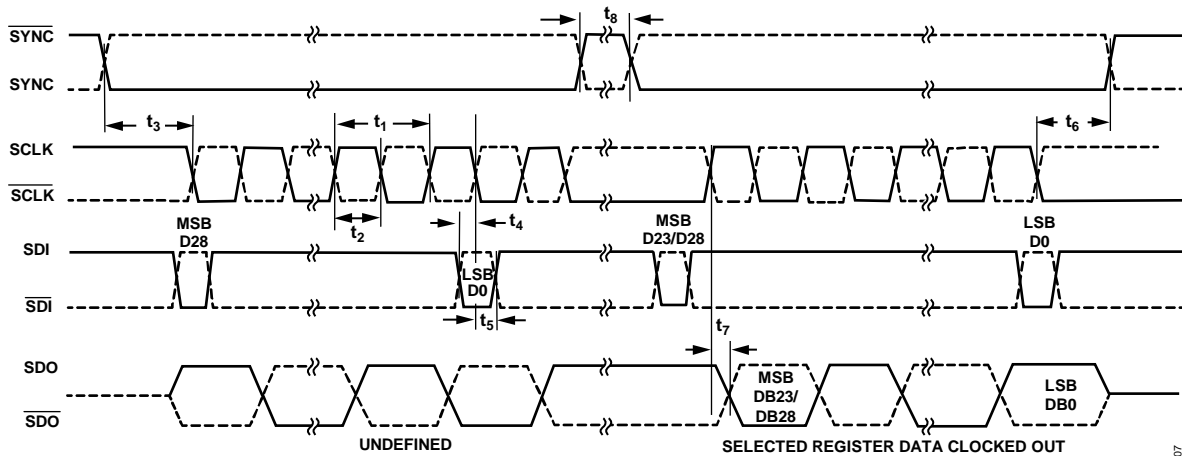 t8
SYNC
SYNC
t3
t1
t6
SCLK
SCLK
t2
t4
MSB
D28
MSB
D23/D28
LSB
D0
SDI
LSB
D0
SDI
t5
t7
SDO
MSB
DB23/
DB28
LSB
DB0
SDO
UNDEFINED
SELECTED REGISTER DATA CLOCKED OUT
07